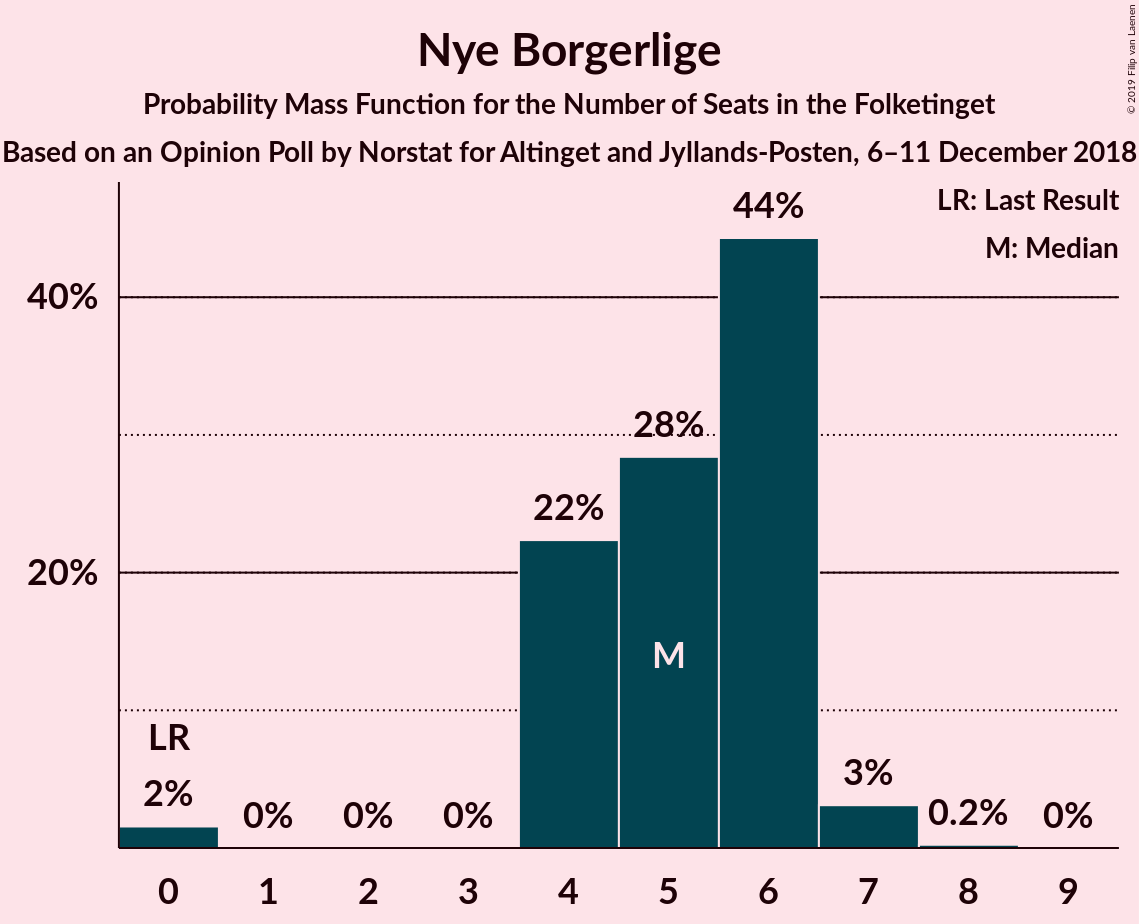 Nye Borgerlige
Probability Mass Function for the Number of Seats in the Folketinget
Based on an Opinion Poll by Norstat for Altinget and Jyllands-Posten, 6–11 December 2018
© 2019 Filip van Laenen
LR: Last Result
M: Median
44%
40%
28%
22%
20%
M
LR
2%
0%
0%
0%
3%
0.2%
0%
0 1 2 3 4 5 6 7 8 9